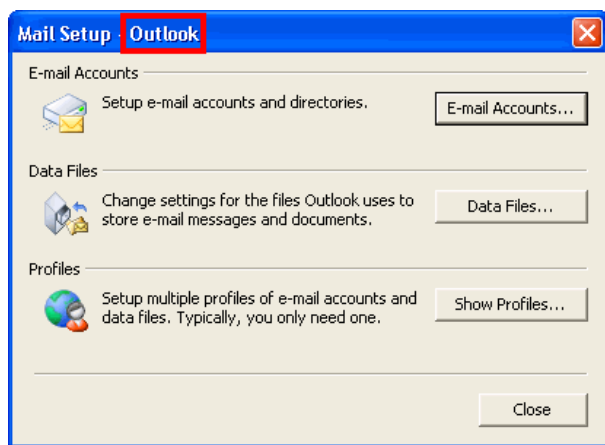 Mail Setup - Outlook
E-mail Accounts
Setup e-mail accounts and directories.
E-mail Accounts...
Data Files
Change settings for the files Outlook uses to
store e-mail messages and documents.
Data Files...
Profiles
Setup multiple profiles of e-mail accounts and
data files. Typically, you only need one.
Show Profiles...
Close